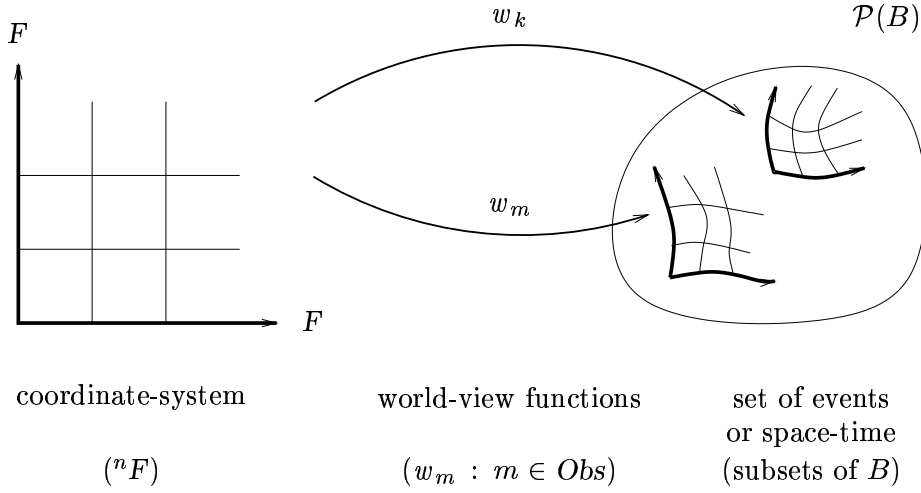 F
w_k
𝒫(B)
w_m
F
coordinate-system
(ⁿF)
world-view functions
(w_m : m ∈ Obs)
set of events
or space-time
(subsets of B)